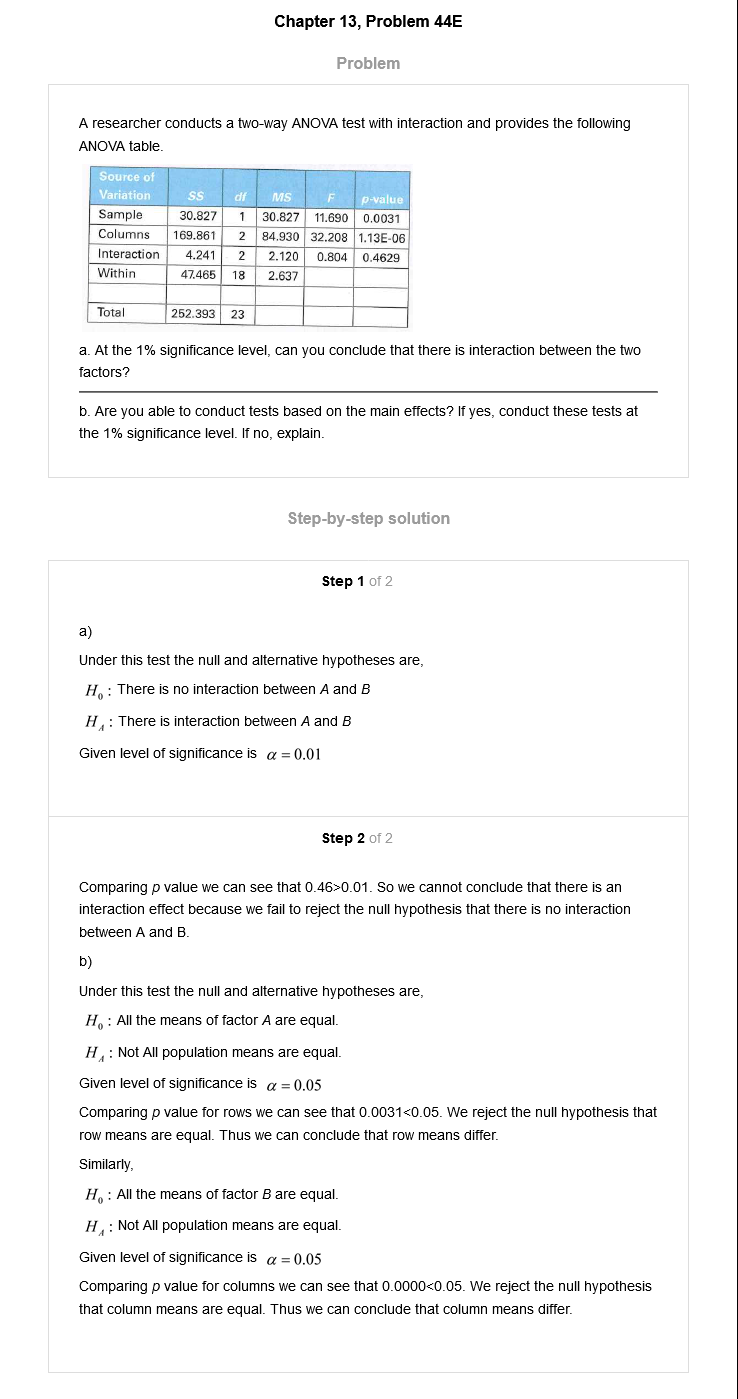 Chapter 13, Problem 44E
Problem
A researcher conducts a two-way ANOVA test with interaction and provides the following
ANOVA table.
Source of
Variation SS df MS F p-value
Sample 30.827 1 30.827 11.690 0.0031
Columns 169.861 2 84.930 32.208 1.13E-06
Interaction 4.241 2 2.120 0.804 0.4629
Within 47.465 18 2.637
Total 252.393 23
a. At the 1% significance level, can you conclude that there is interaction between the two
factors?
b. Are you able to conduct tests based on the main effects? If yes, conduct these tests at
the 1% significance level. If no, explain.
Step-by-step solution
Step 1 of 2
a)
Under this test the null and alternative hypotheses are,
H₀ : There is no interaction between A and B
H_A : There is interaction between A and B
Given level of significance is α = 0.01
Step 2 of 2
Comparing p value we can see that 0.46>0.01. So we cannot conclude that there is an
interaction effect because we fail to reject the null hypothesis that there is no interaction
between A and B.
b)
Under this test the null and alternative hypotheses are,
H₀ : All the means of factor A are equal.
H_A : Not All population means are equal.
Given level of significance is α = 0.05
Comparing p value for rows we can see that 0.0031<0.05. We reject the null hypothesis that
row means are equal. Thus we can conclude that row means differ.
Similarly,
H₀ : All the means of factor B are equal.
H_A : Not All population means are equal.
Given level of significance is α = 0.05
Comparing p value for columns we can see that 0.0000<0.05. We reject the null hypothesis
that column means are equal. Thus we can conclude that column means differ.